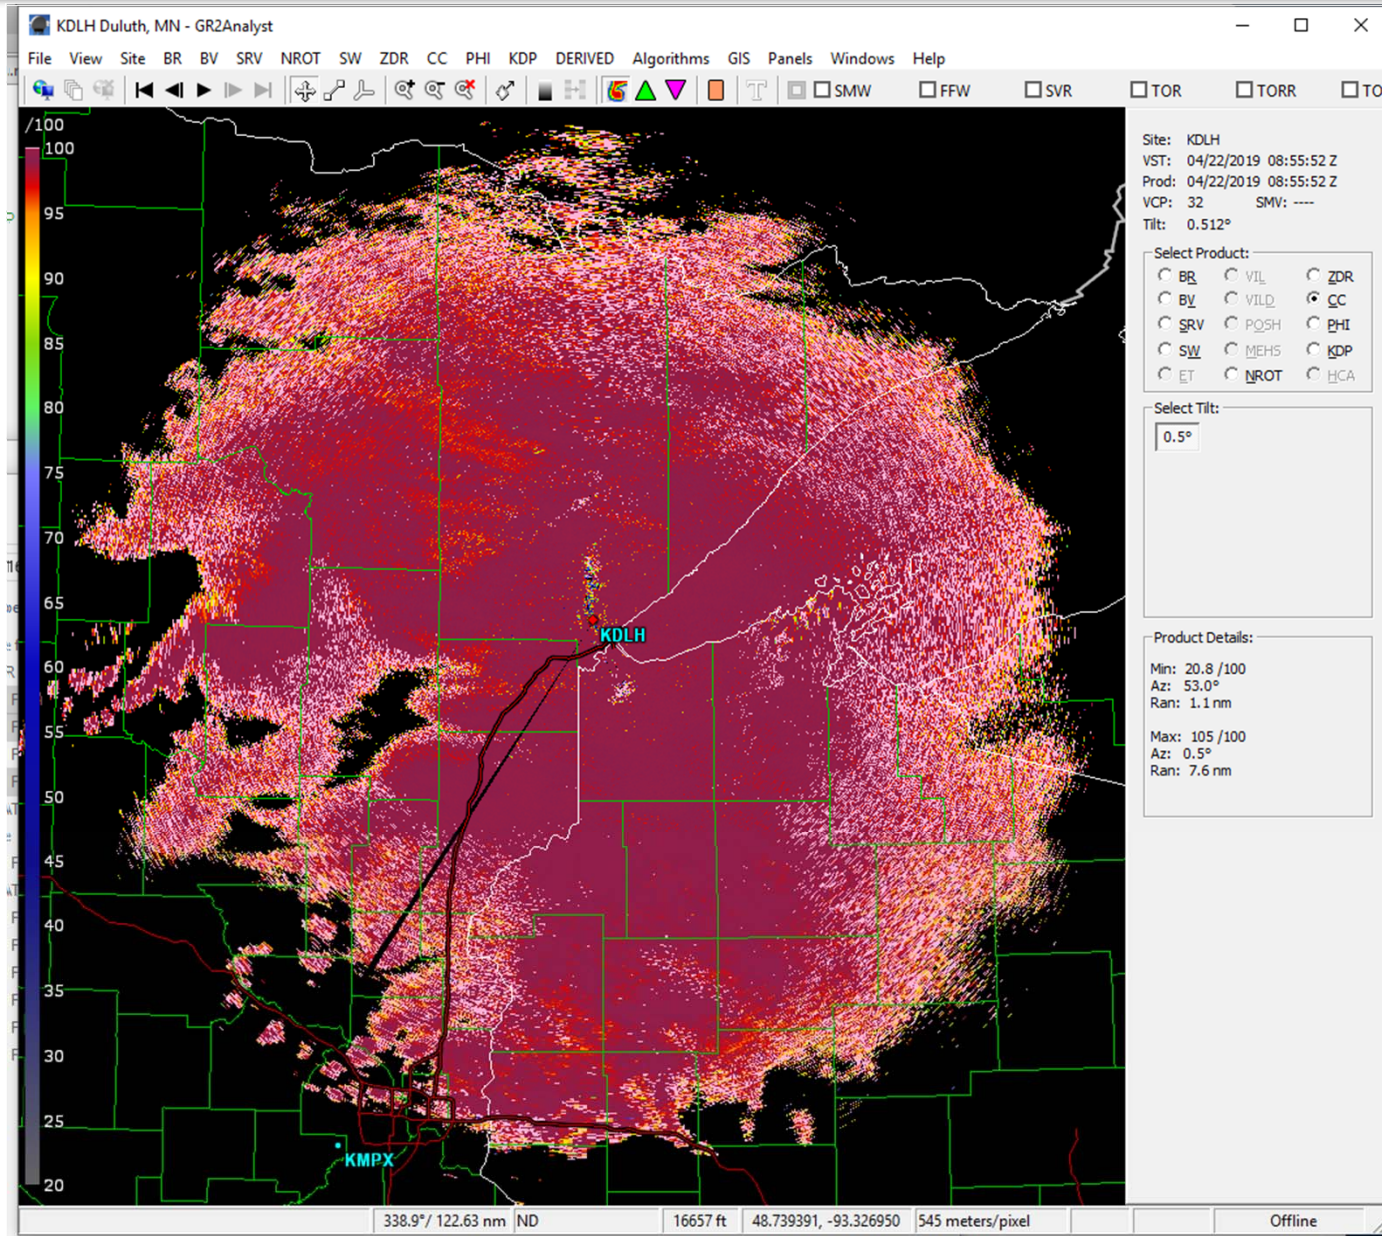 KDLH Duluth, MN - GR2Analyst
File View Site BR BV SRV NROT SW ZDR CC PHI KDP DERIVED Algorithms GIS Panels Windows Help
SMW FFW SVR TOR TORR TO
/100
100
95
90
85
80
75
70
65
60
55
50
45
40
35
30
25
20
KDLH
KMPX
Site: KDLH
VST: 04/22/2019 08:55:52 Z
Prod: 04/22/2019 08:55:52 Z
VCP: 32 SMV: ----
Tilt: 0.512°
Select Product:
BR VIL ZDR
BV VILD CC
SRV POSH PHI
SW MEHS KDP
ET NROT HCA
Select Tilt:
0.5°
Product Details:
Min: 20.8 /100
Az: 53.0°
Ran: 1.1 nm
Max: 105 /100
Az: 0.5°
Ran: 7.6 nm
338.9°/ 122.63 nm ND 16657 ft 48.739391, -93.326950 545 meters/pixel Offline